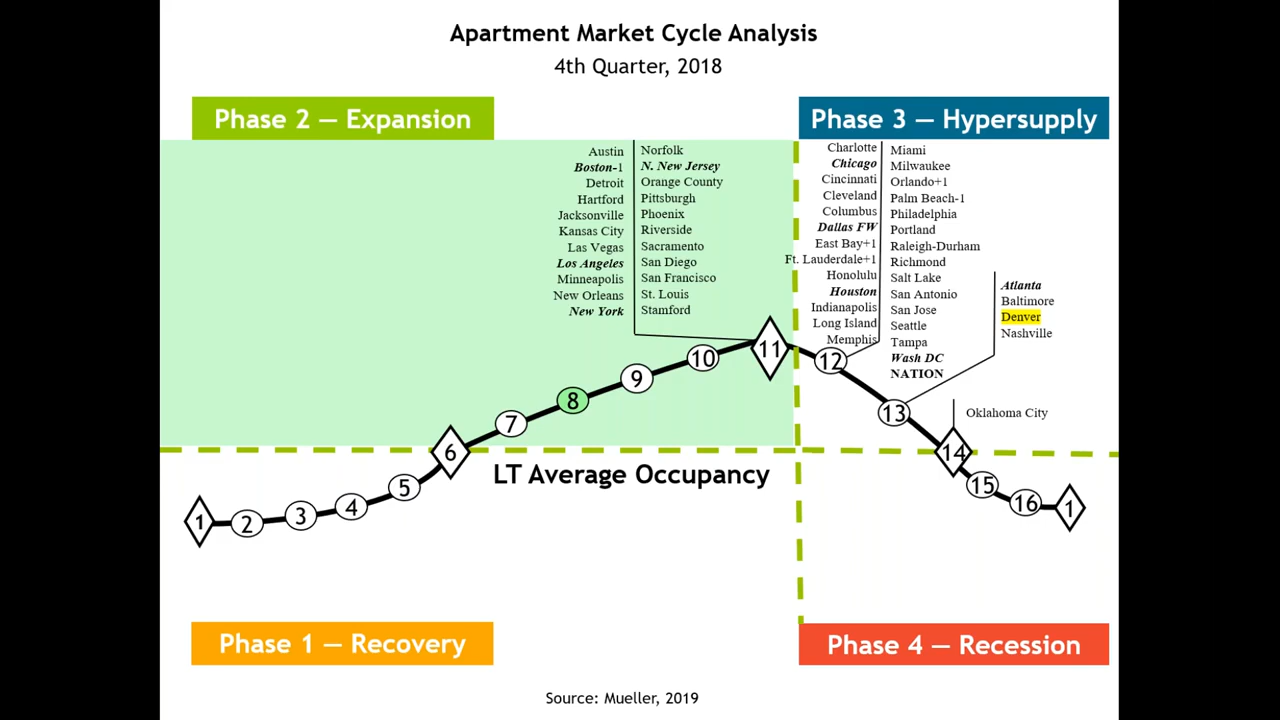 Apartment Market Cycle Analysis
4th Quarter, 2018
Phase 2 — Expansion
Phase 3 — Hypersupply
Austin
Boston-1
Detroit
Hartford
Jacksonville
Kansas City
Las Vegas
Los Angeles
Minneapolis
New Orleans
New York
Norfolk
N. New Jersey
Orange County
Pittsburgh
Phoenix
Riverside
Sacramento
San Diego
San Francisco
St. Louis
Stamford
Charlotte
Chicago
Cincinnati
Cleveland
Columbus
Dallas FW
East Bay+1
Ft. Lauderdale+1
Honolulu
Houston
Indianapolis
Long Island
Memphis
Miami
Milwaukee
Orlando+1
Palm Beach-1
Philadelphia
Portland
Raleigh-Durham
Richmond
Salt Lake
San Antonio
San Jose
Seattle
Tampa
Wash DC
NATION
Atlanta
Baltimore
Denver
Nashville
Oklahoma City
1
2
3
4
5
6
7
8
9
10
11
12
13
14
15
16
1
LT Average Occupancy
Phase 1 — Recovery
Phase 4 — Recession
Source: Mueller, 2019